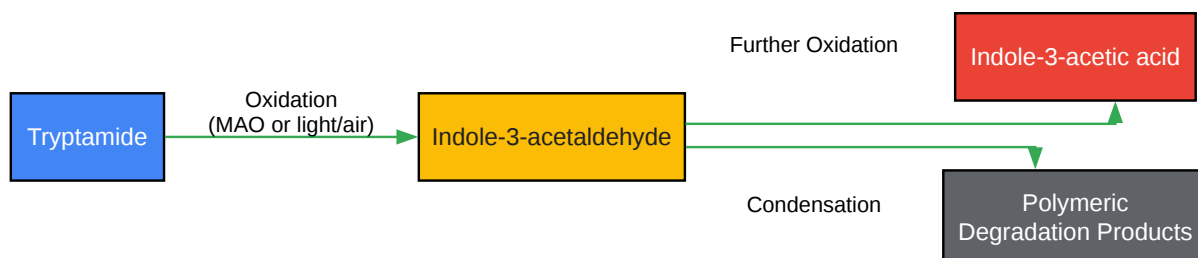 Tryptamide
Oxidation
(MAO or light/air)
Indole-3-acetaldehyde
Further Oxidation
Indole-3-acetic acid
Condensation
Polymeric
Degradation Products